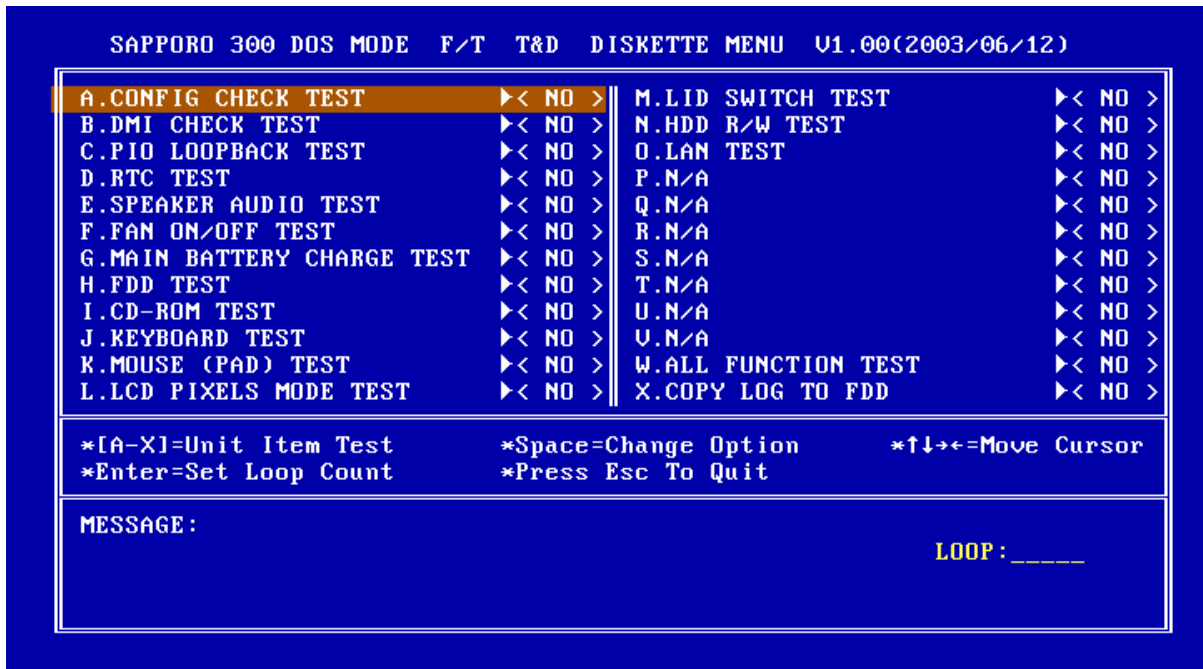 SAPPORO 300 DOS MODE F/T T&D DISKETTE MENU V1.00(2003/06/12)
A.CONFIG CHECK TEST ►< NO >
B.DMI CHECK TEST ►< NO >
C.PIO LOOPBACK TEST ►< NO >
D.RTC TEST ►< NO >
E.SPEAKER AUDIO TEST ►< NO >
F.FAN ON/OFF TEST ►< NO >
G.MAIN BATTERY CHARGE TEST ►< NO >
H.FDD TEST ►< NO >
I.CD-ROM TEST ►< NO >
J.KEYBOARD TEST ►< NO >
K.MOUSE (PAD) TEST ►< NO >
L.LCD PIXELS MODE TEST ►< NO >
M.LID SWITCH TEST ►< NO >
N.HDD R/W TEST ►< NO >
O.LAN TEST ►< NO >
P.N/A ►< NO >
Q.N/A ►< NO >
R.N/A ►< NO >
S.N/A ►< NO >
T.N/A ►< NO >
U.N/A ►< NO >
V.N/A ►< NO >
W.ALL FUNCTION TEST ►< NO >
X.COPY LOG TO FDD ►< NO >
*[A-X]=Unit Item Test *Space=Change Option *↑↓→←=Move Cursor
*Enter=Set Loop Count *Press Esc To Quit
MESSAGE:
LOOP:_____